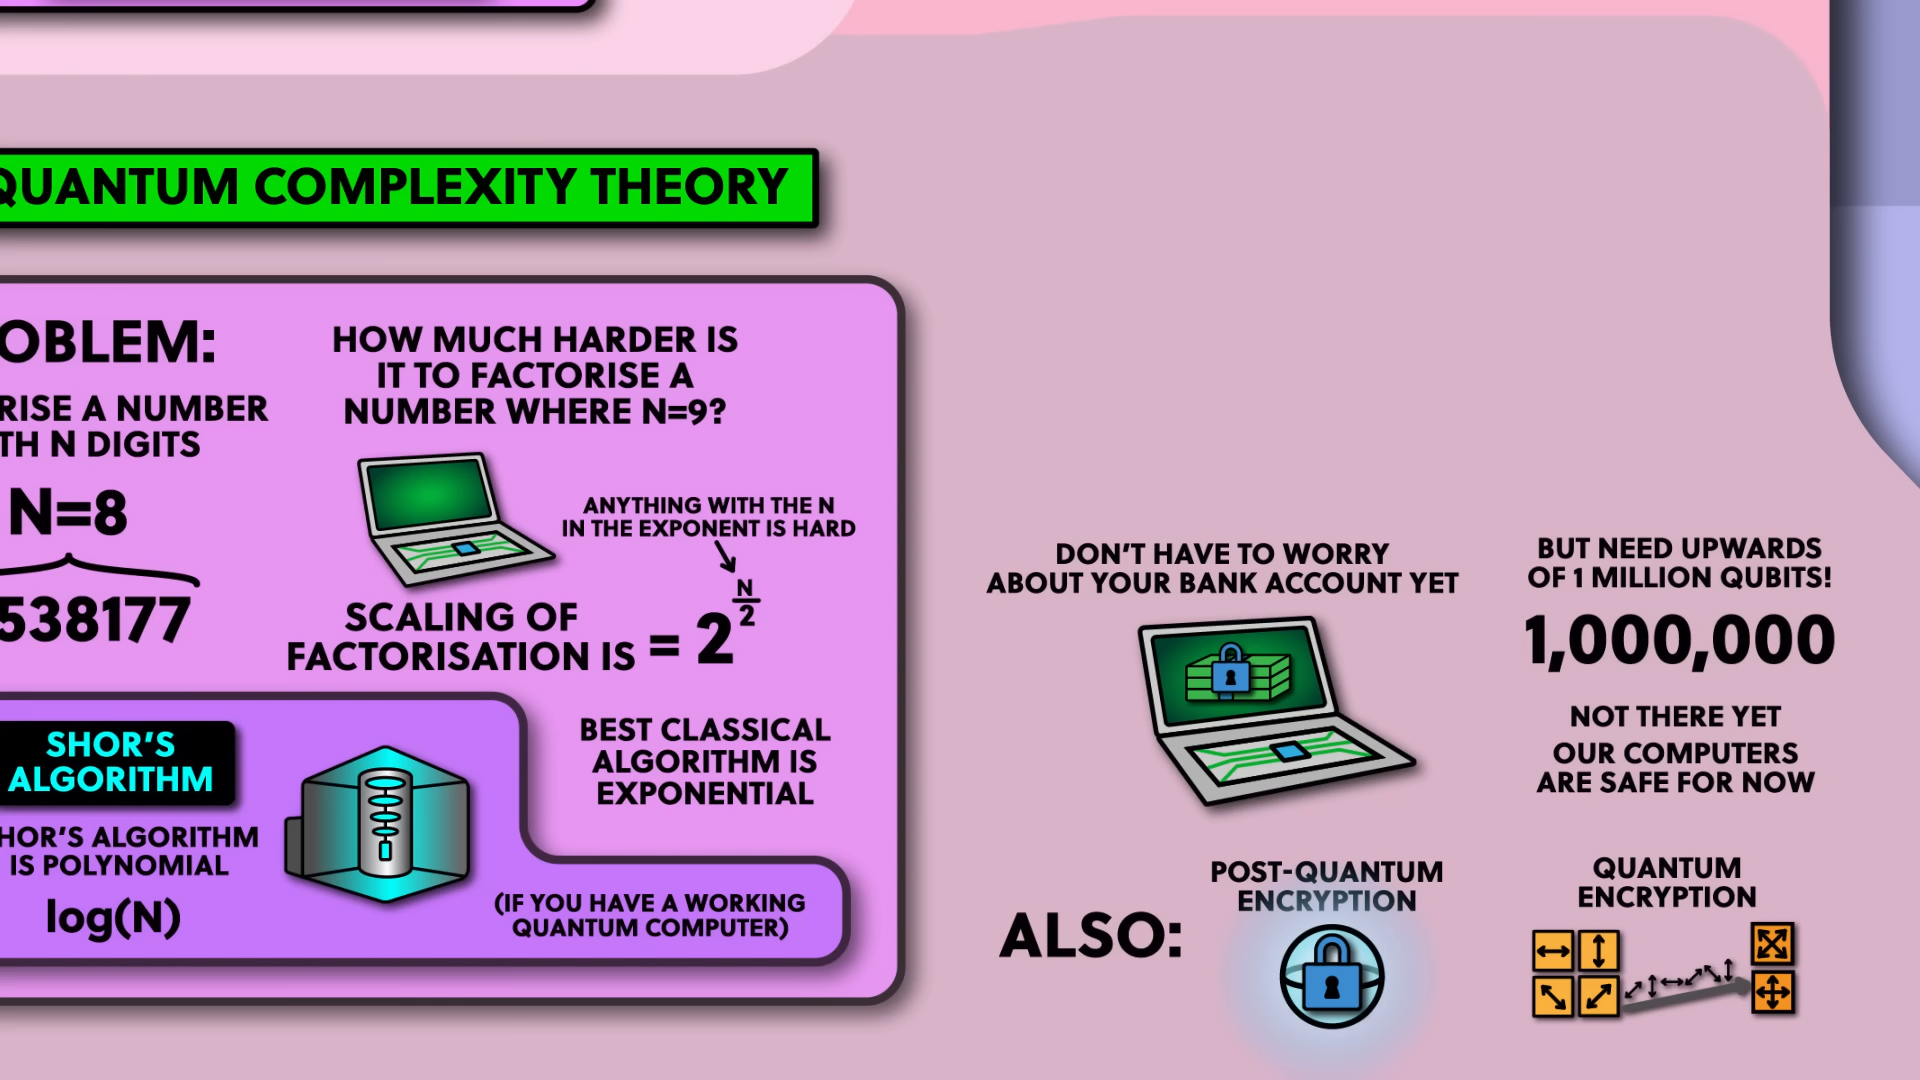 QUANTUM COMPLEXITY THEORY
OBLEM:
RISE A NUMBER
TH N DIGITS
N=8
538177
HOW MUCH HARDER IS
IT TO FACTORISE A
NUMBER WHERE N=9?
ANYTHING WITH THE N
IN THE EXPONENT IS HARD
SCALING OF
FACTORISATION IS = 2^(N/2)
BEST CLASSICAL
ALGORITHM IS
EXPONENTIAL
SHOR'S
ALGORITHM
HOR'S ALGORITHM
IS POLYNOMIAL
log(N)
(IF YOU HAVE A WORKING
QUANTUM COMPUTER)
DON'T HAVE TO WORRY
ABOUT YOUR BANK ACCOUNT YET
BUT NEED UPWARDS
OF 1 MILLION QUBITS!
1,000,000
NOT THERE YET
OUR COMPUTERS
ARE SAFE FOR NOW
ALSO:
POST-QUANTUM
ENCRYPTION
QUANTUM
ENCRYPTION